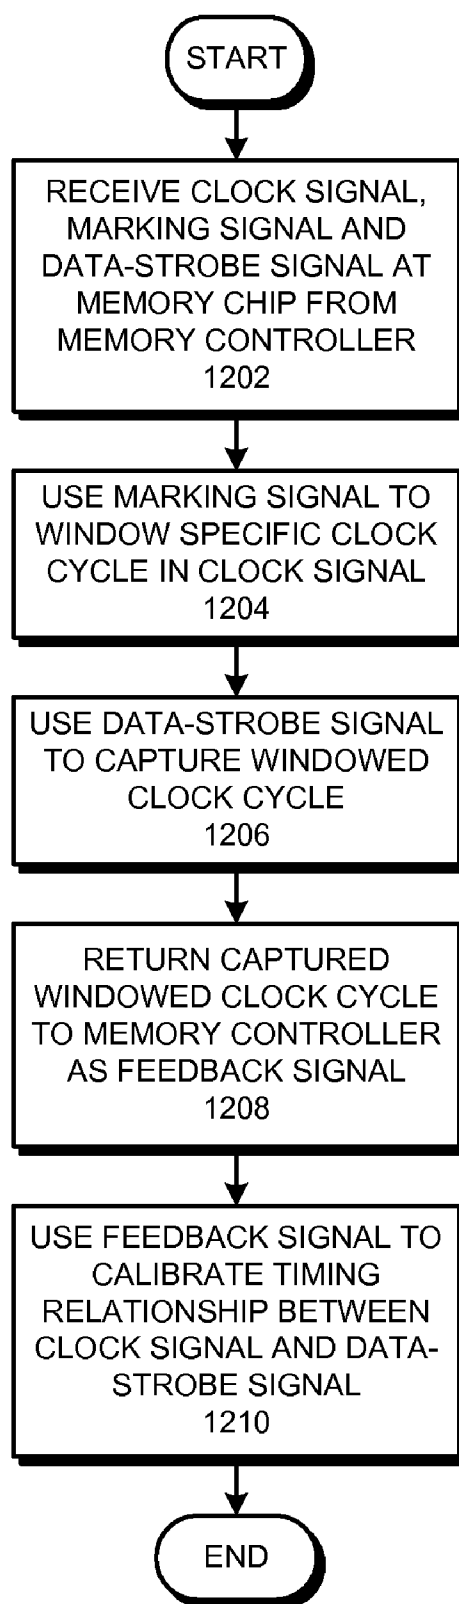 START
RECEIVE CLOCK SIGNAL,
MARKING SIGNAL AND
DATA-STROBE SIGNAL AT
MEMORY CHIP FROM
MEMORY CONTROLLER
1202
USE MARKING SIGNAL TO
WINDOW SPECIFIC CLOCK
CYCLE IN CLOCK SIGNAL
1204
USE DATA-STROBE SIGNAL
TO CAPTURE WINDOWED
CLOCK CYCLE
1206
RETURN CAPTURED
WINDOWED CLOCK CYCLE
TO MEMORY CONTROLLER
AS FEEDBACK SIGNAL
1208
USE FEEDBACK SIGNAL TO
CALIBRATE TIMING
RELATIONSHIP BETWEEN
CLOCK SIGNAL AND DATA-
STROBE SIGNAL
1210
END